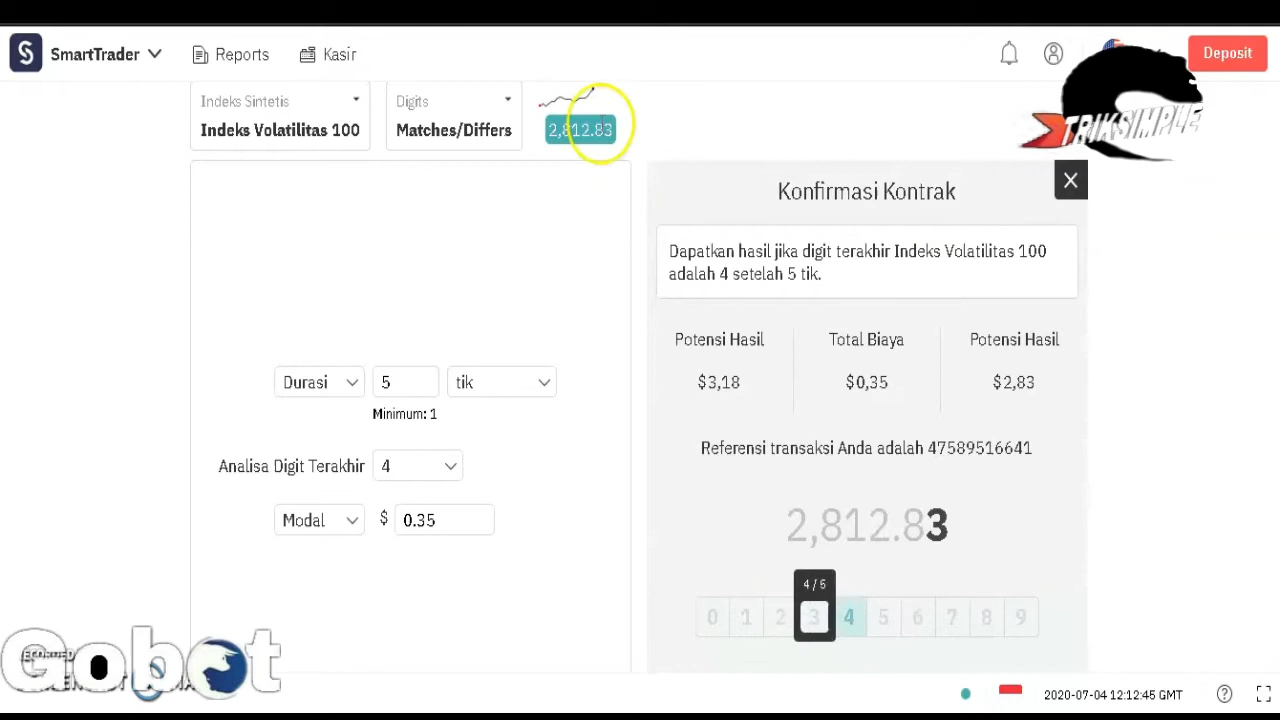 SmartTrader
Reports
Kasir
Deposit
TRIKSIMPLE
Indeks Sintetis
Indeks Volatilitas 100
Digits
Matches/Differs
2,812.83
Konfirmasi Kontrak
Dapatkan hasil jika digit terakhir Indeks Volatilitas 100
adalah 4 setelah 5 tik.
Potensi Hasil
Total Biaya
Potensi Hasil
$3,18
$0,35
$2,83
Durasi
5
tik
Minimum: 1
Referensi transaksi Anda adalah 47589516641
Analisa Digit Terakhir
4
Modal
$
0.35
2,812.83
4 / 5
0 1 2 3 4 5 6 7 8 9
Gobot
RECORDED
2020-07-04 12:12:45 GMT